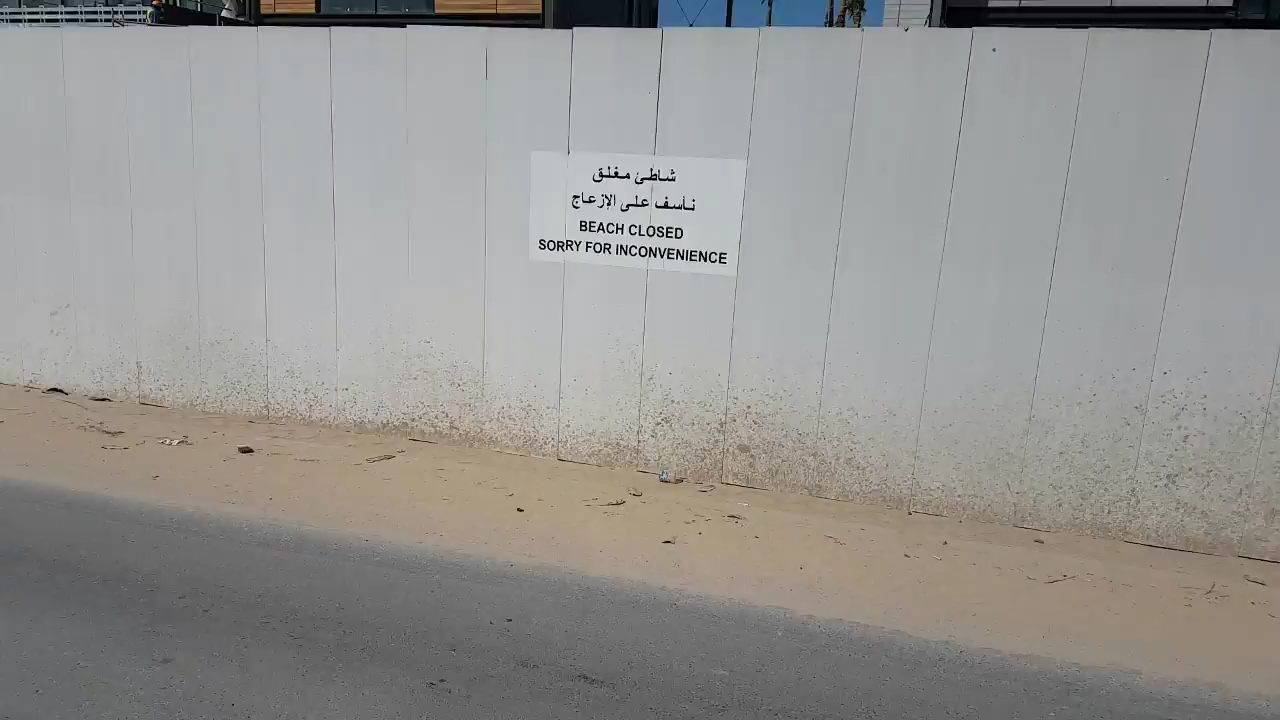 شاطئ مغلق
نأسف على الإزعاج
BEACH CLOSED
SORRY FOR INCONVENIENCE